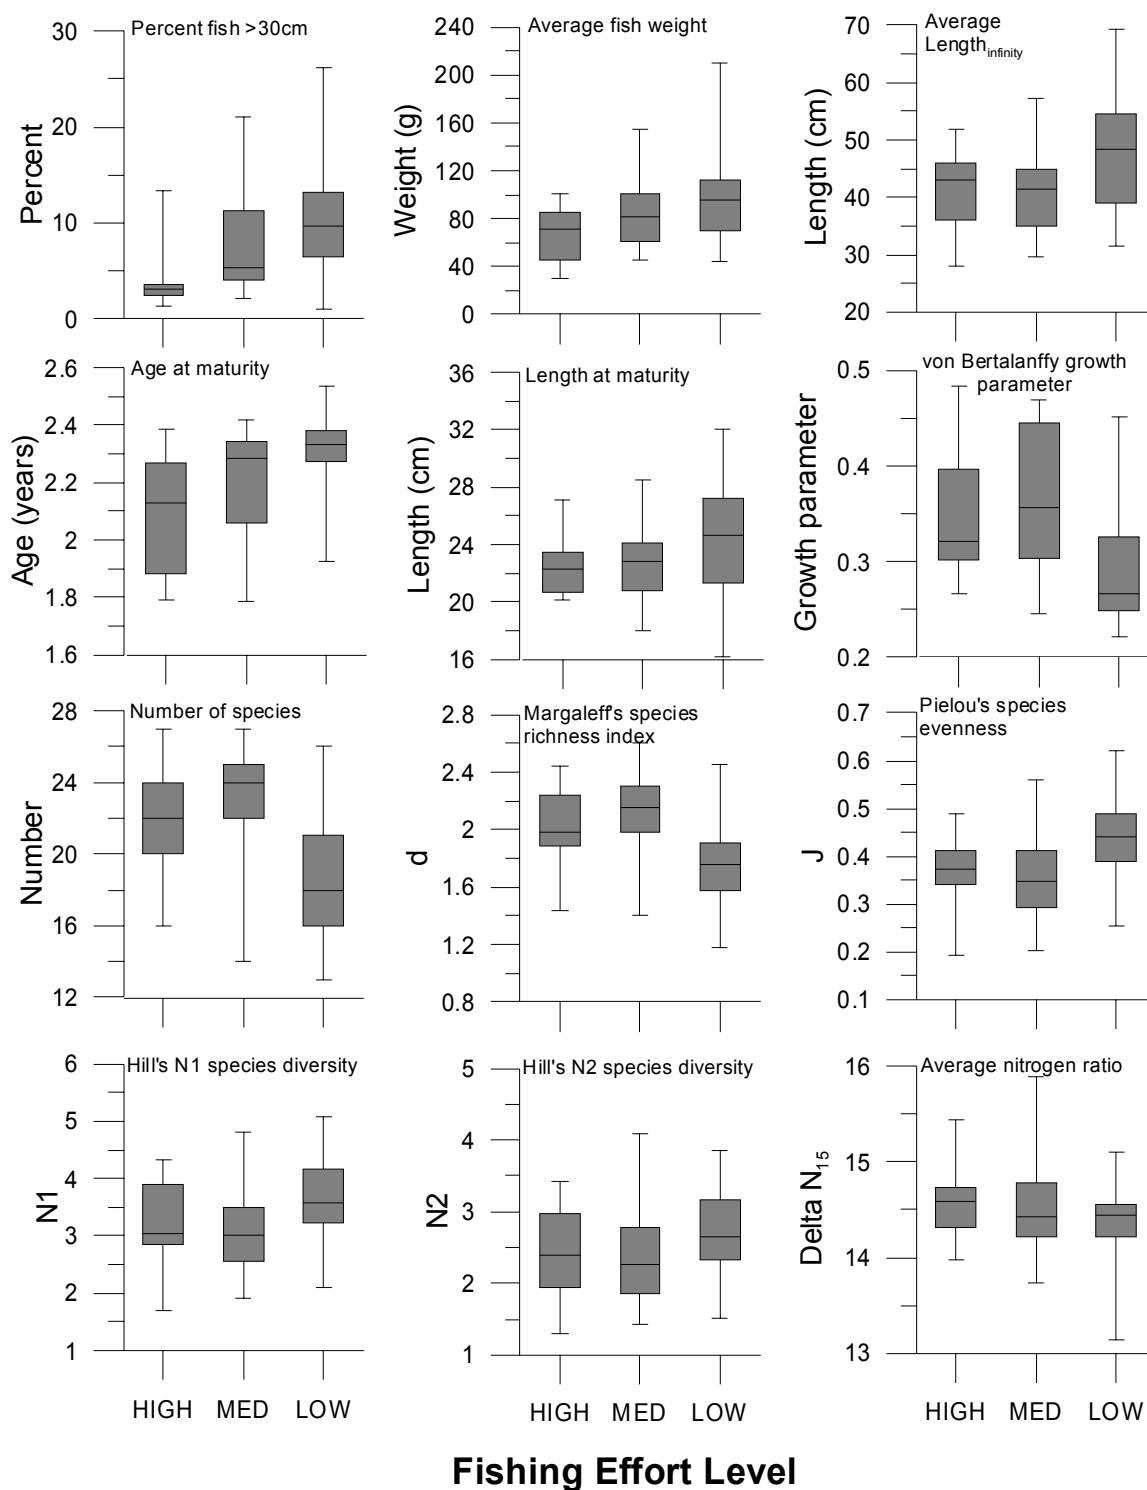 Percent fish >30cm
30
20
10
0
Percent
Average fish weight
240
200
160
120
80
40
0
Weight (g)
Average
Length infinity
70
60
50
40
30
20
Length (cm)
Age at maturity
2.6
2.4
2.2
2
1.8
1.6
Age (years)
Length at maturity
36
32
28
24
20
16
Length (cm)
von Bertalanffy growth
parameter
0.5
0.4
0.3
0.2
Growth parameter
Number of species
28
24
20
16
12
Number
Margaleff's species
richness index
2.8
2.4
2
1.6
1.2
0.8
d
Pielou's species
evenness
0.7
0.6
0.5
0.4
0.3
0.2
0.1
J
Hill's N1 species diversity
6
5
4
3
2
1
N1
HIGH MED LOW
Hill's N2 species diversity
5
4
3
2
1
N2
HIGH MED LOW
Average nitrogen ratio
16
15
14
13
Delta N15
HIGH MED LOW
Fishing Effort Level